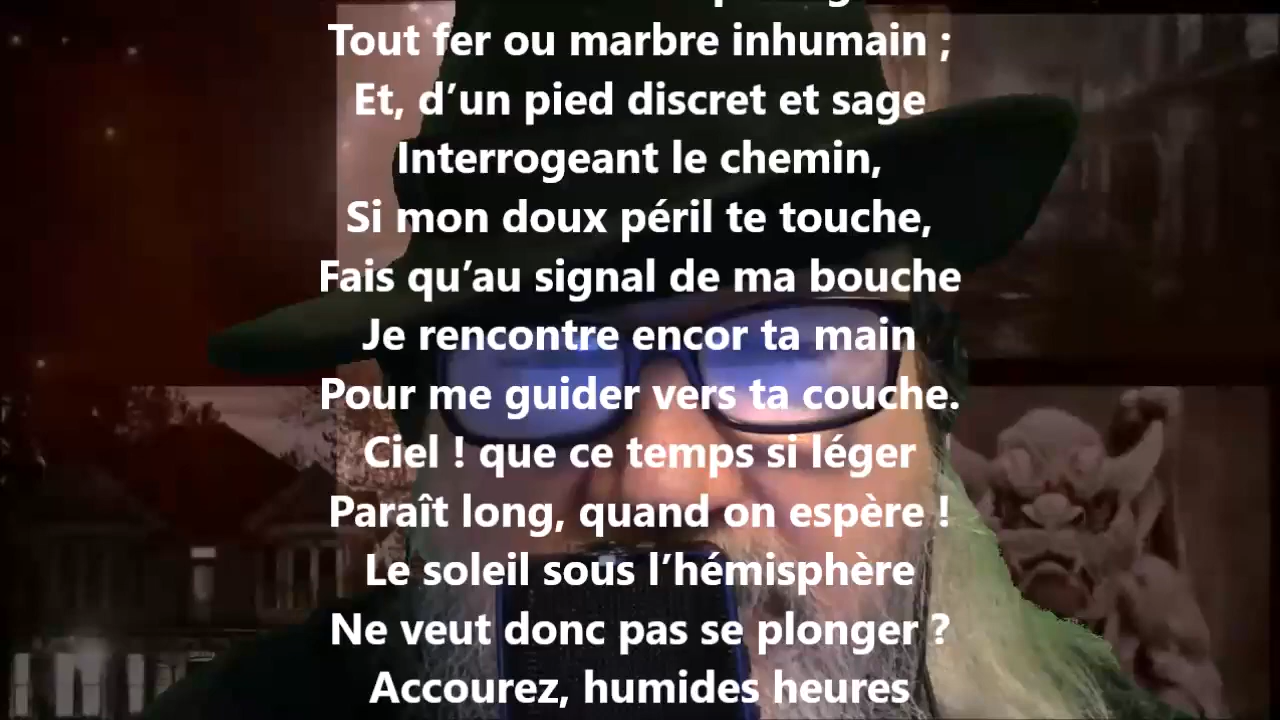 Tout fer ou marbre inhumain ;
Et, d’un pied discret et sage
Interrogeant le chemin,
Si mon doux péril te touche,
Fais qu’au signal de ma bouche
Je rencontre encor ta main
Pour me guider vers ta couche.
Ciel ! que ce temps si léger
Paraît long, quand on espère !
Le soleil sous l’hémisphère
Ne veut donc pas se plonger ?
Accourez, humides heures